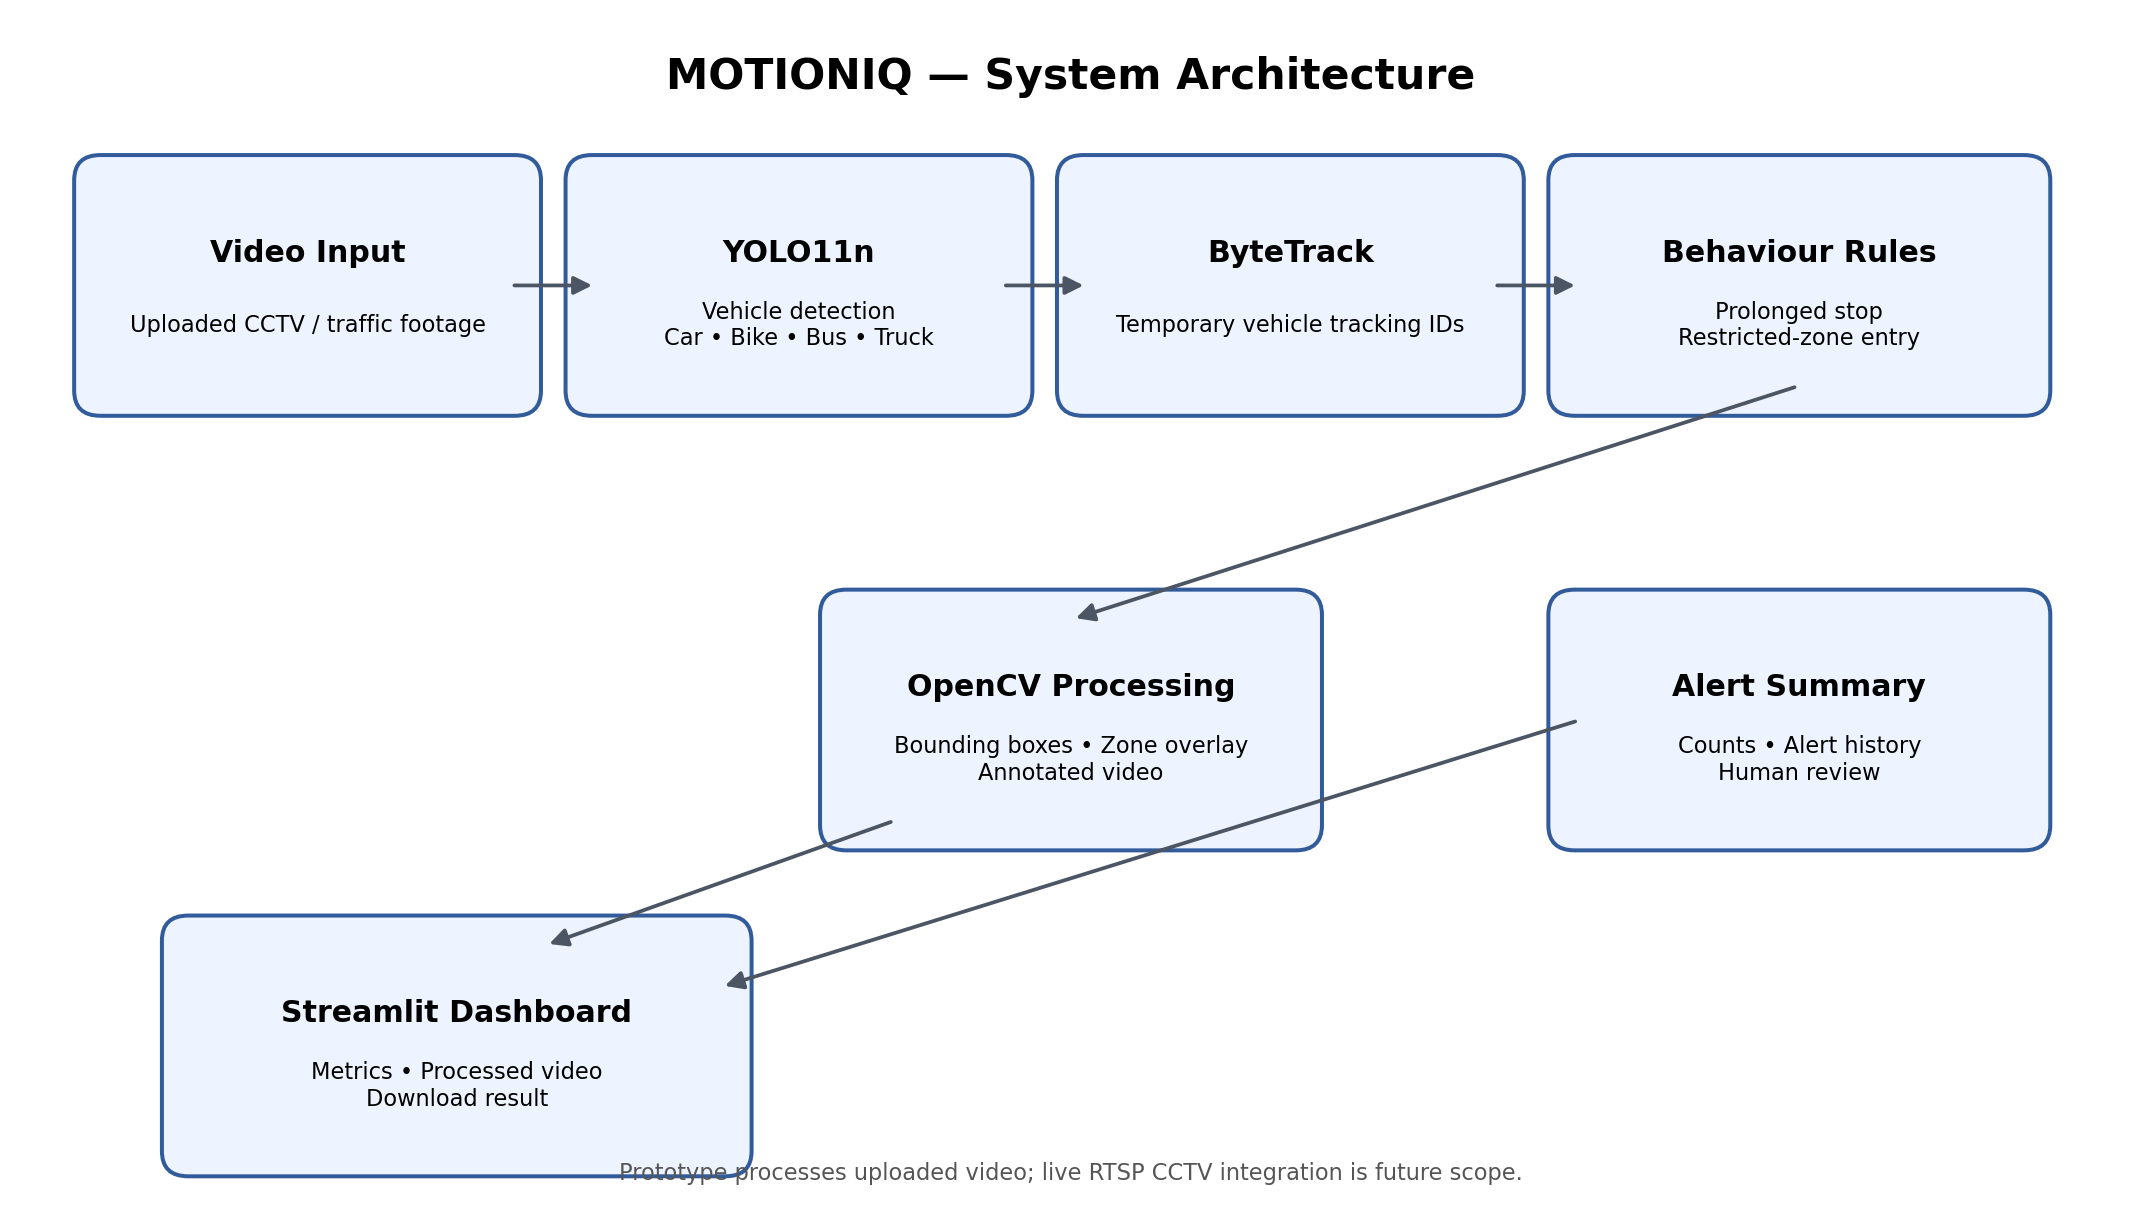 MOTIONIQ — System Architecture
Video Input
Uploaded CCTV / traffic footage
YOLO11n
Vehicle detection
Car • Bike • Bus • Truck
ByteTrack
Temporary vehicle tracking IDs
Behaviour Rules
Prolonged stop
Restricted-zone entry
OpenCV Processing
Bounding boxes • Zone overlay
Annotated video
Alert Summary
Counts • Alert history
Human review
Streamlit Dashboard
Metrics • Processed video
Download result
Prototype processes uploaded video; live RTSP CCTV integration is future scope.